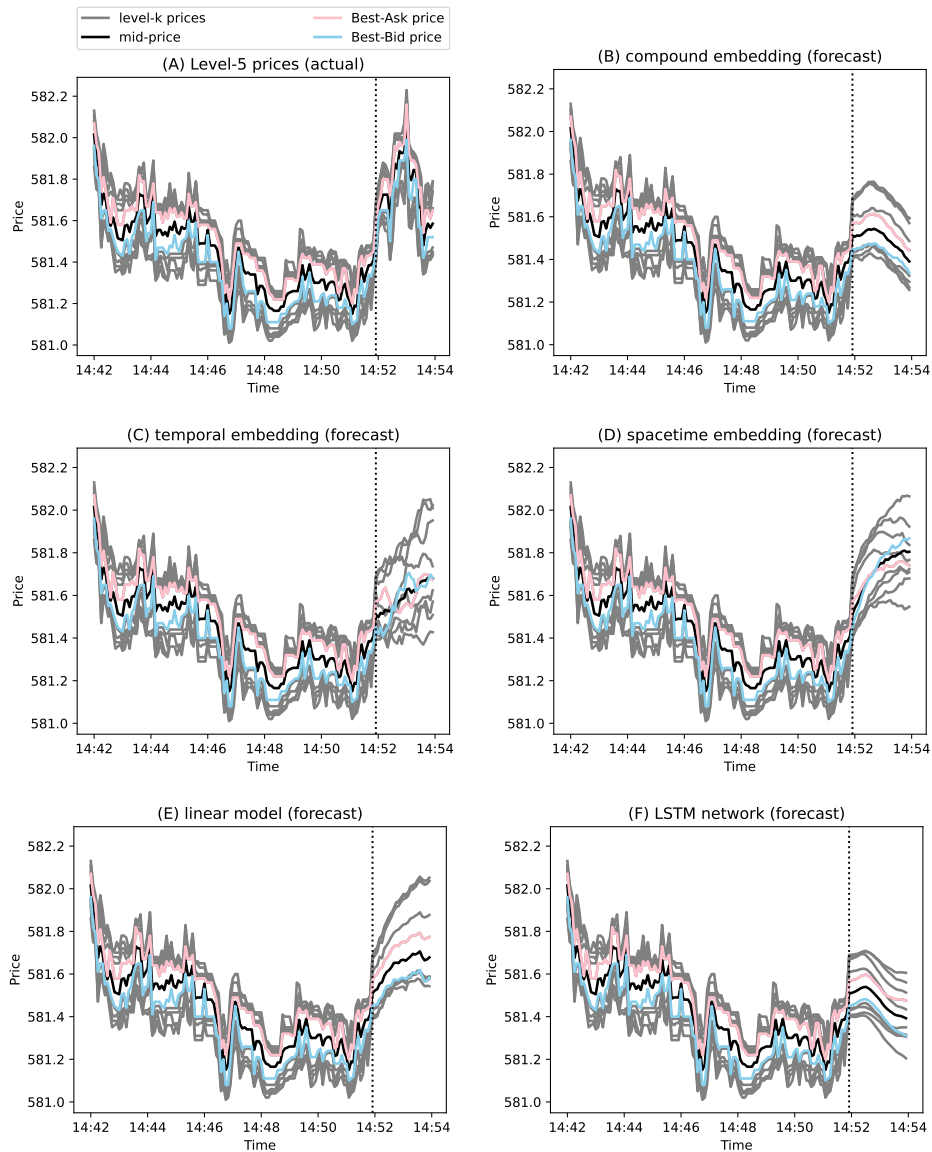 level-k prices
mid-price
Best-Ask price
Best-Bid price
(A) Level-5 prices (actual)
582.2
582.0
581.8
581.6
581.4
581.2
581.0
Price
14:42 14:44 14:46 14:48 14:50 14:52 14:54
Time
(B) compound embedding (forecast)
582.2
582.0
581.8
581.6
581.4
581.2
581.0
Price
14:42 14:44 14:46 14:48 14:50 14:52 14:54
Time
(C) temporal embedding (forecast)
582.2
582.0
581.8
581.6
581.4
581.2
581.0
Price
14:42 14:44 14:46 14:48 14:50 14:52 14:54
Time
(D) spacetime embedding (forecast)
582.2
582.0
581.8
581.6
581.4
581.2
581.0
Price
14:42 14:44 14:46 14:48 14:50 14:52 14:54
Time
(E) linear model (forecast)
582.2
582.0
581.8
581.6
581.4
581.2
581.0
Price
14:42 14:44 14:46 14:48 14:50 14:52 14:54
Time
(F) LSTM network (forecast)
582.2
582.0
581.8
581.6
581.4
581.2
581.0
Price
14:42 14:44 14:46 14:48 14:50 14:52 14:54
Time